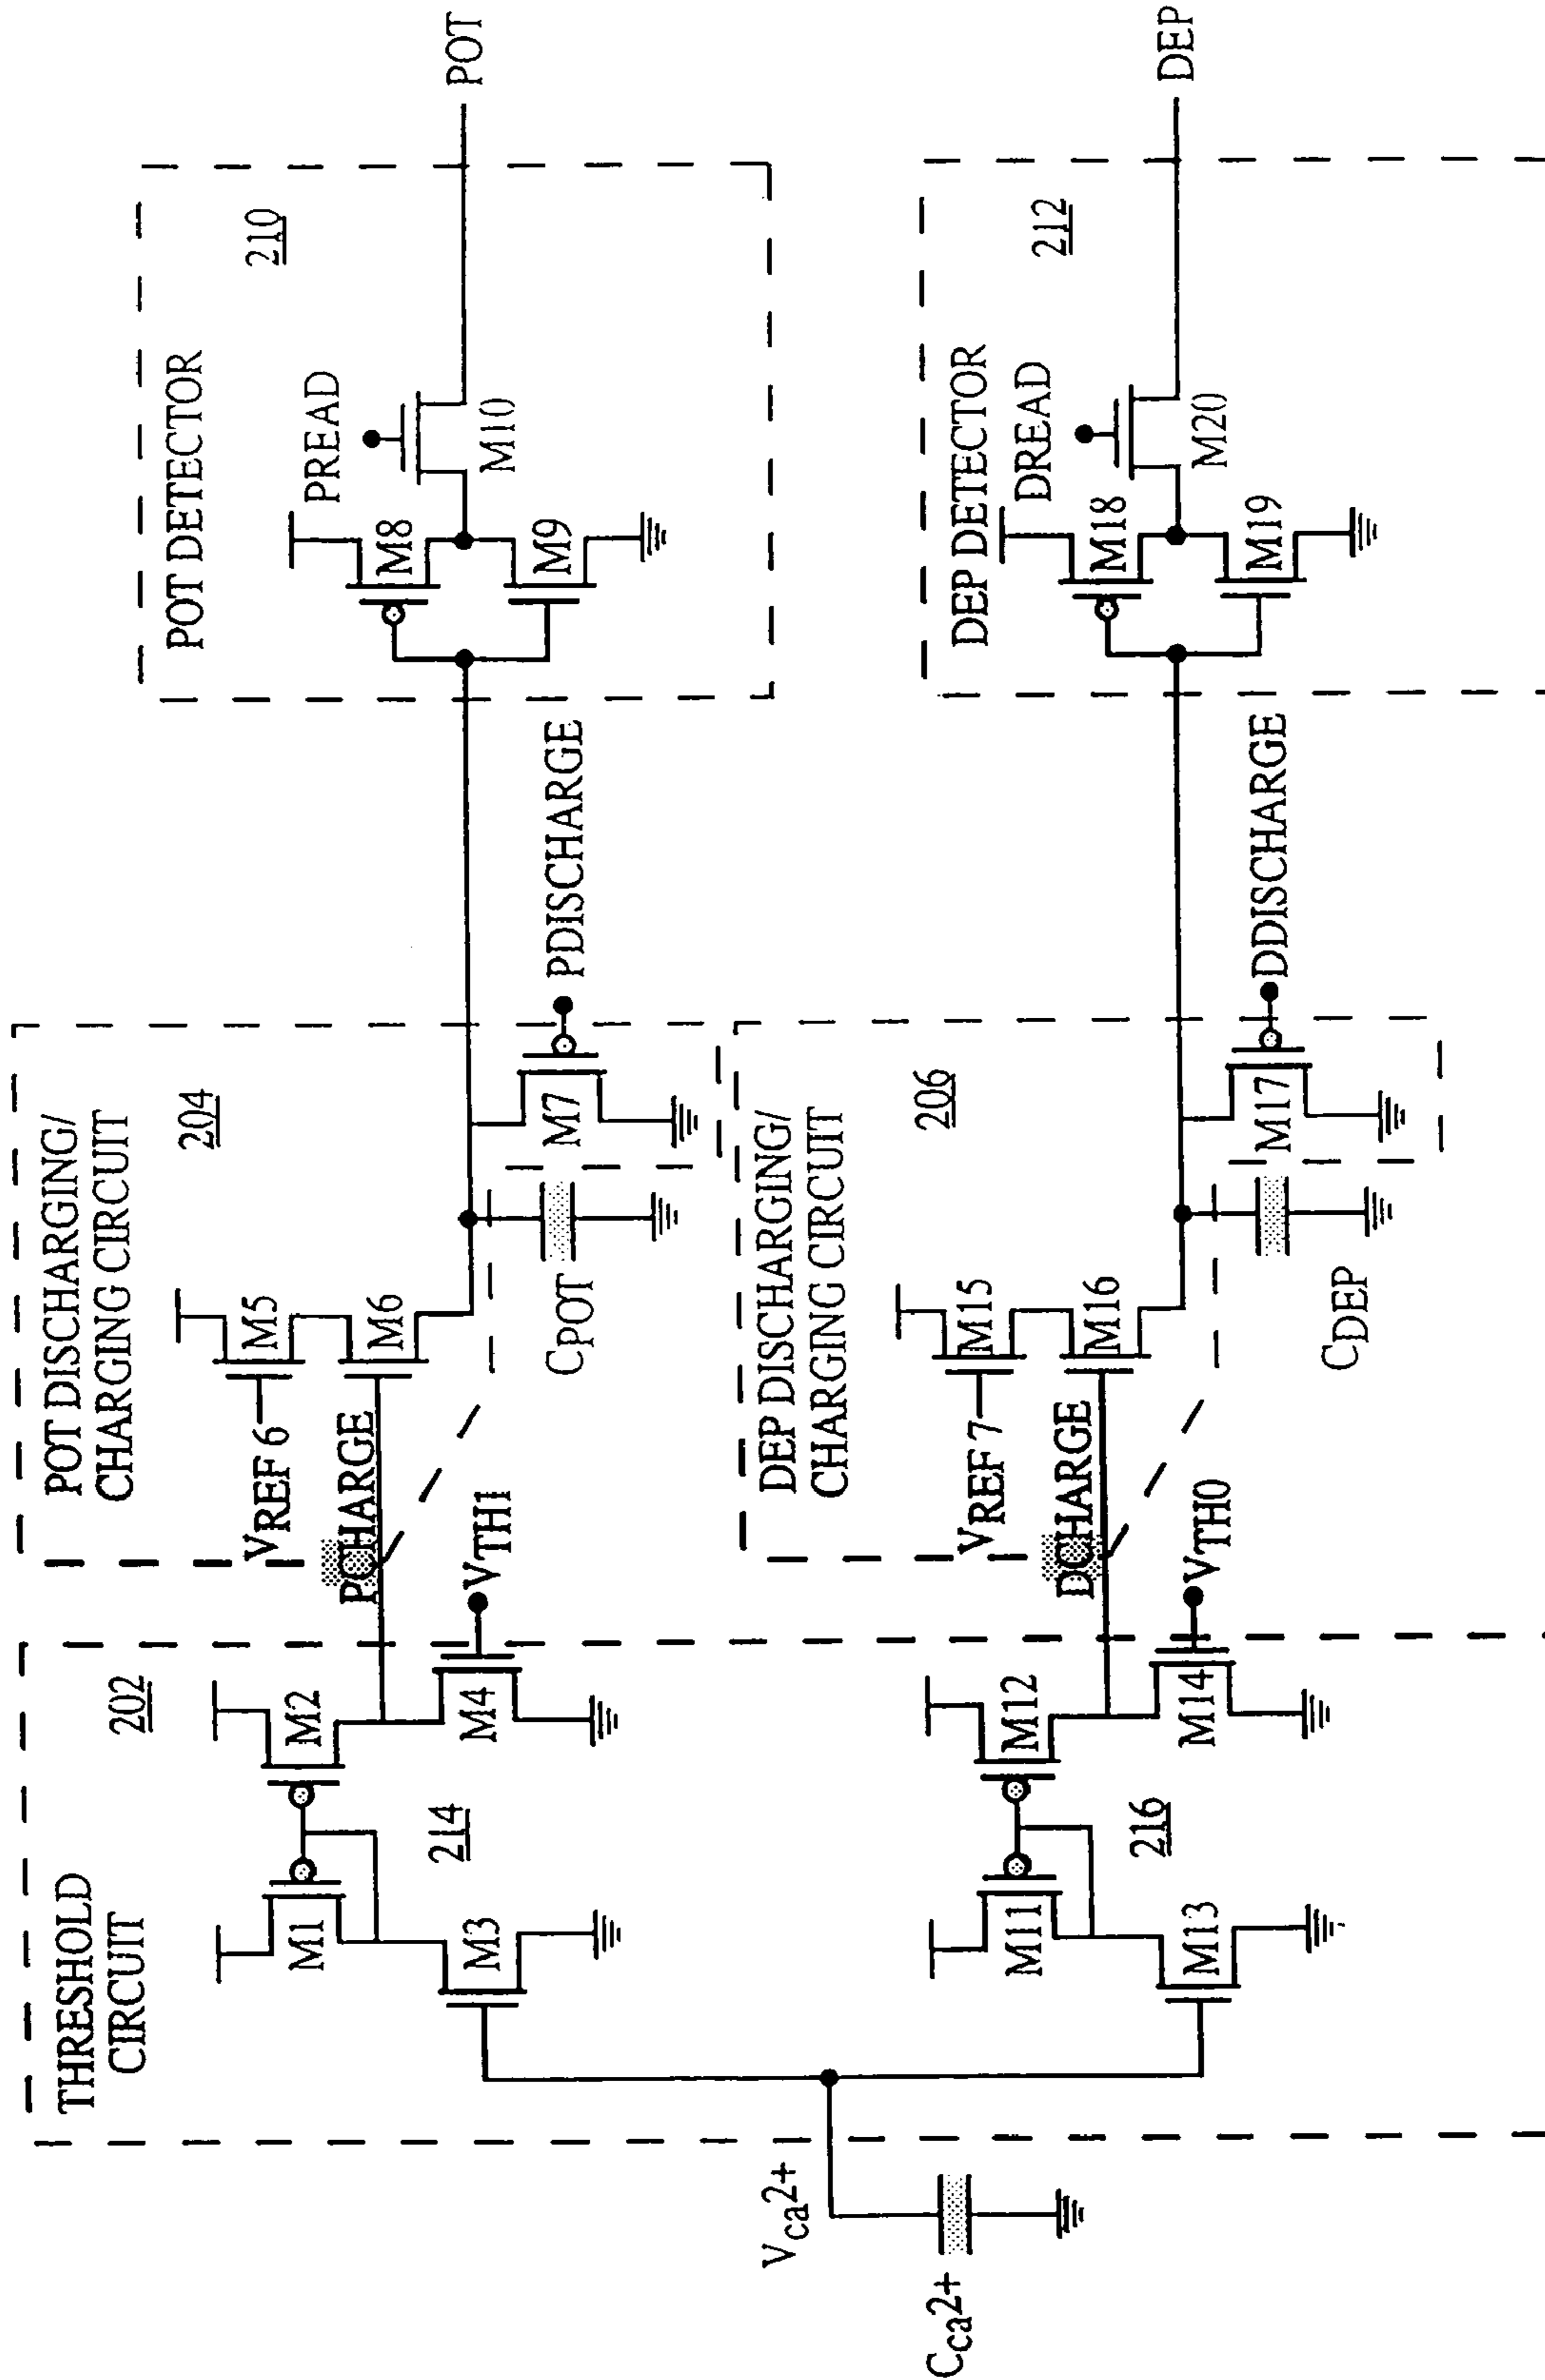 THRESHOLD
CIRCUIT
202
M1
M2
214
M3
M4
VTH1
PCHARGE
POT DISCHARGING/
CHARGING CIRCUIT
204
VREF 6
M5
M6
CPOT
M7
PDISCHARGE
POT DETECTOR
210
PREAD
M8
M9
M10
POT
Vca2+
Cca2+
M11
M12
216
M13
M14
VTH0
DCHARGE
DEP DISCHARGING/
CHARGING CIRCUIT
206
VREF 7
M15
M16
CDEP
M17
DDISCHARGE
DEP DETECTOR
212
DREAD
M18
M19
M20
DEP